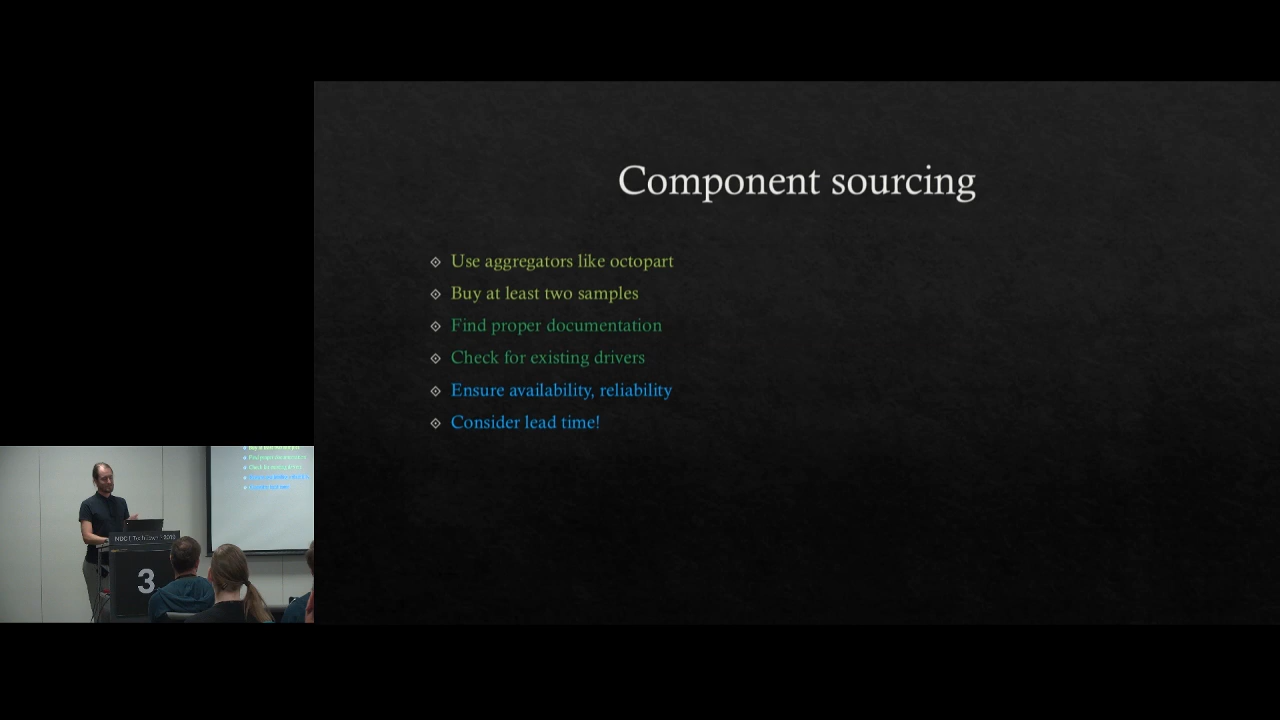 Component sourcing
Use aggregators like octopart
Buy at least two samples
Find proper documentation
Check for existing drivers
Ensure availability, reliability
Consider lead time!
3